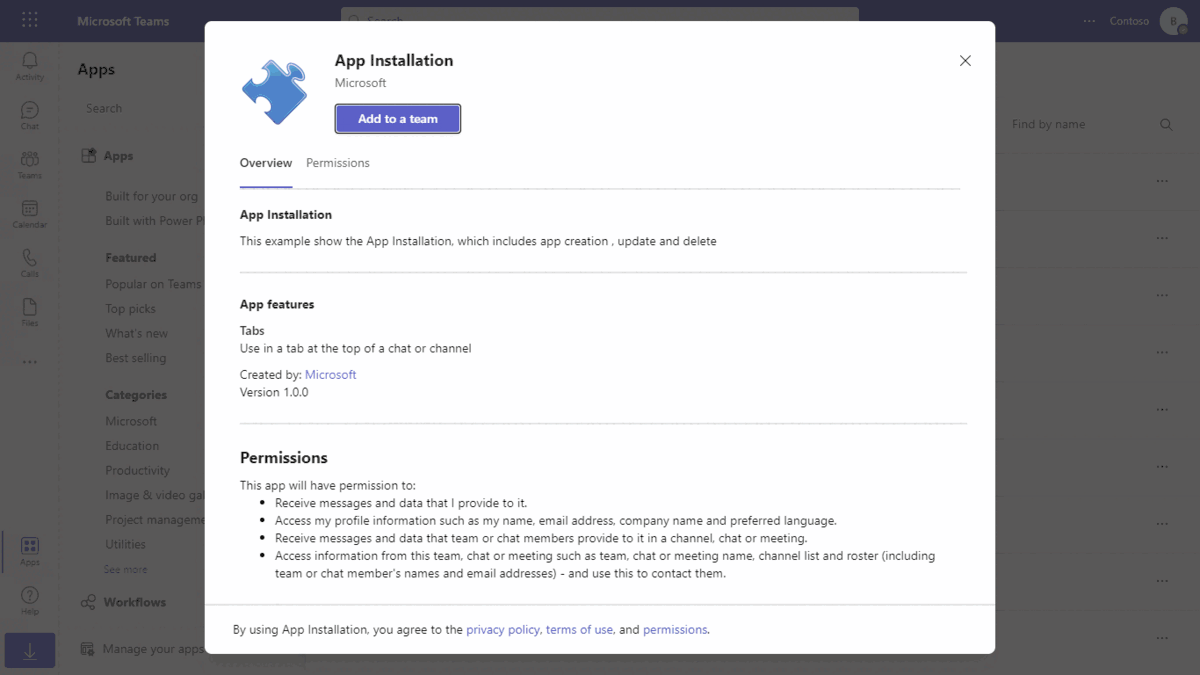 Microsoft Teams
Search
Contoso
B
Activity
Chat
Teams
Calendar
Calls
Files
Apps
Help
Apps
Search
Apps
Built for your org
Built with Power
Featured
Popular on Teams
Top picks
What's new
Best selling
Categories
Microsoft
Education
Productivity
Image & video
Project
Utilities
See more
Workflows
Manage your apps
Find by name
App Installation
Microsoft
Add to a team
Overview Permissions
App Installation
This example show the App Installation, which includes app creation , update and delete
App features
Tabs
Use in a tab at the top of a chat or channel
Created by: Microsoft
Version 1.0.0
Permissions
This app will have permission to:
• Receive messages and data that I provide to it.
• Access my profile information such as my name, email address, company name and preferred language.
• Receive messages and data that team or chat members provide to it in a channel, chat or meeting.
• Access information from this team, chat or meeting such as team, chat or meeting name, channel list and roster (including
team or chat member's names and email addresses) - and use this to contact them.
By using App Installation, you agree to the privacy policy, terms of use, and permissions.